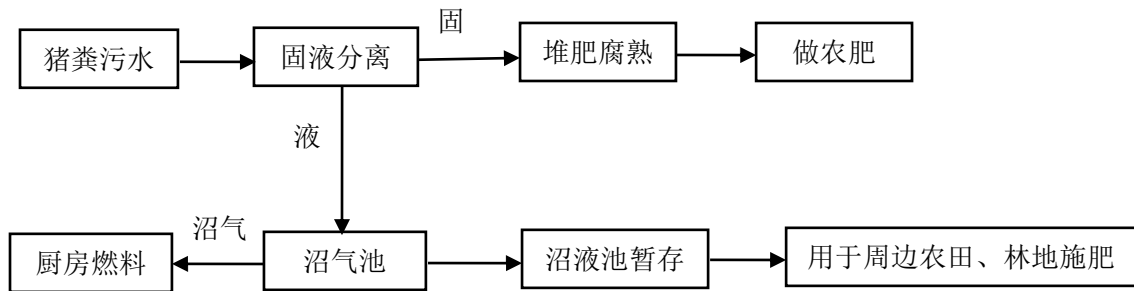 固
猪粪污水
固液分离
堆肥腐熟
做农肥
液
沼气
厨房燃料
沼气池
沼液池暂存
用于周边农田、林地施肥